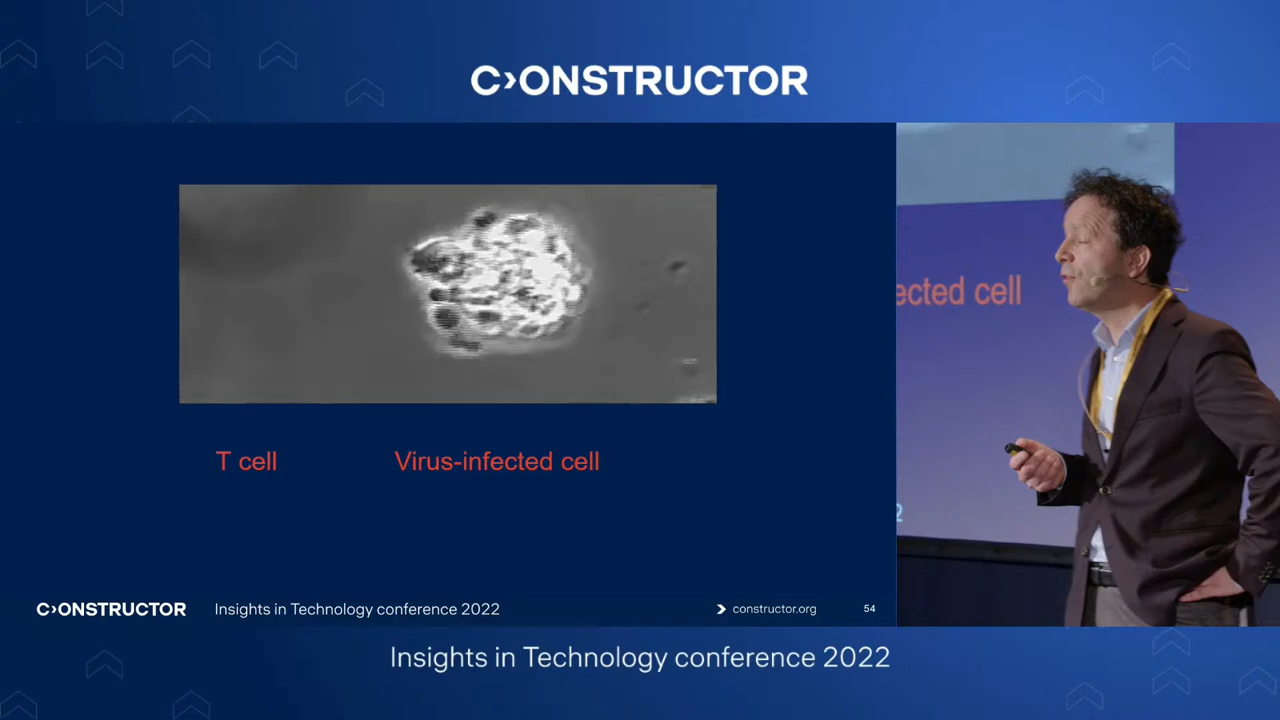 C›ONSTRUCTOR
ected cell
T cell
Virus-infected cell
2
C›ONSTRUCTOR
Insights in Technology conference 2022
constructor.org
54
Insights in Technology conference 2022